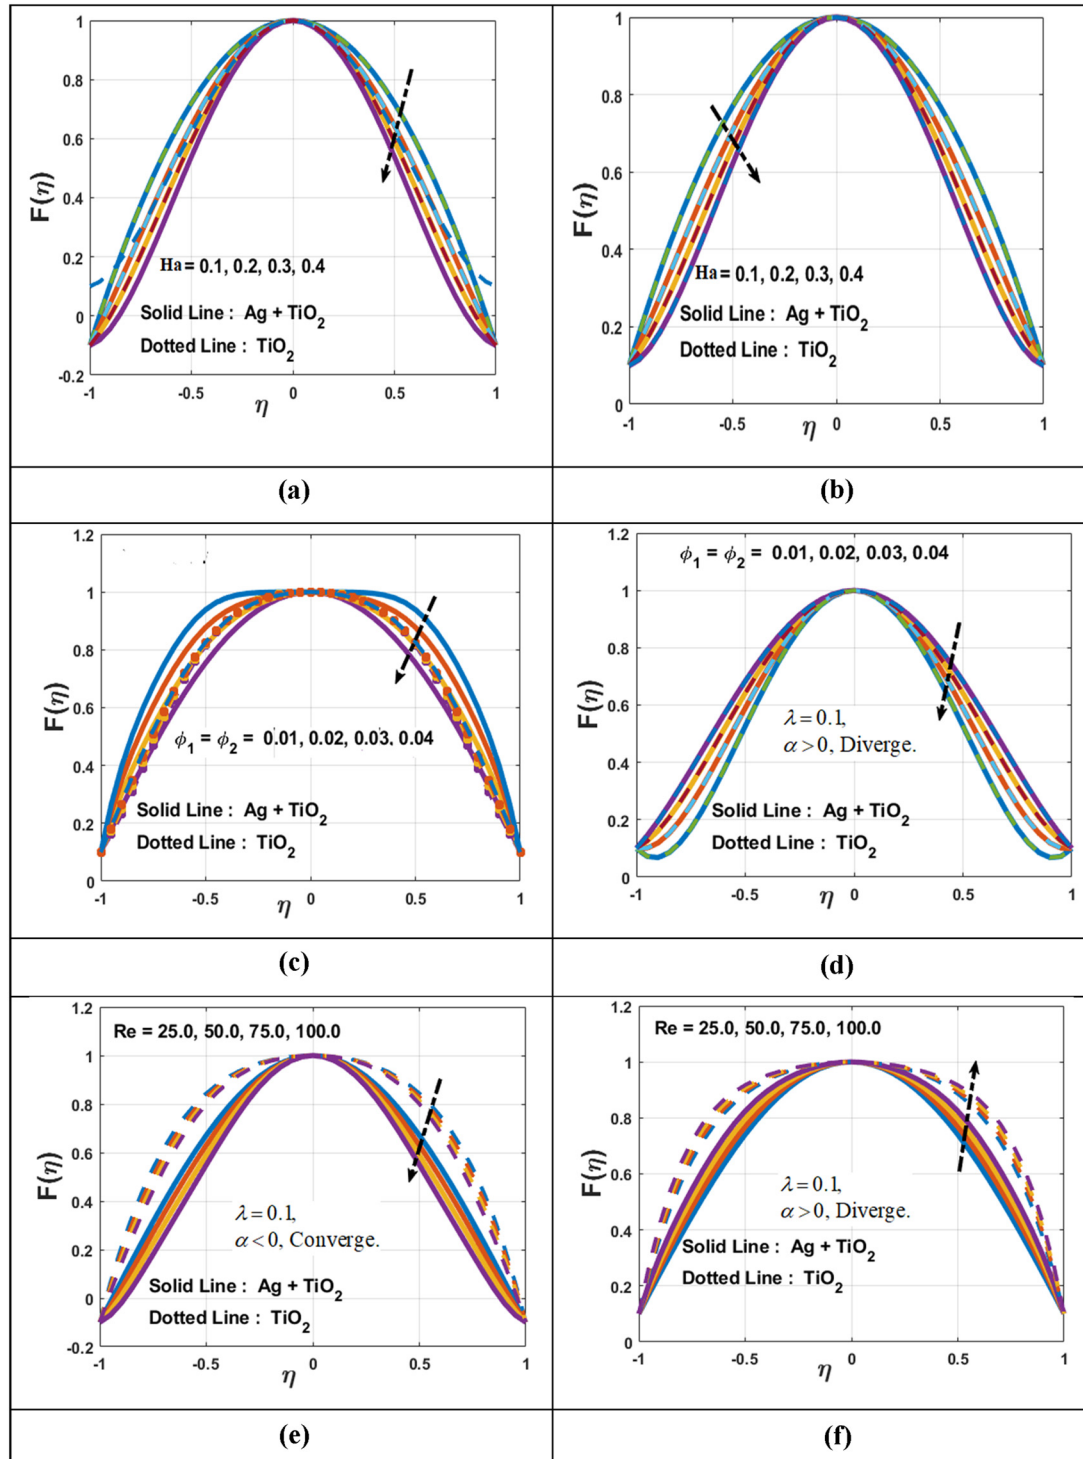 1
0.8
0.6
0.4
0.2
0
-0.2
F(η)
Ha = 0.1, 0.2, 0.3, 0.4
Solid Line : Ag + TiO₂
Dotted Line : TiO₂
-1 -0.5 0 0.5 1
η
(a)
1
0.8
0.6
0.4
0.2
0
F(η)
Ha = 0.1, 0.2, 0.3, 0.4
Solid Line : Ag + TiO₂
Dotted Line : TiO₂
-1 -0.5 0 0.5 1
η
(b)
1.2
1
0.8
0.6
0.4
0.2
0
F(η)
ϕ₁ = ϕ₂ = 0.01, 0.02, 0.03, 0.04
Solid Line : Ag + TiO₂
Dotted Line : TiO₂
-1 -0.5 0 0.5 1
η
(c)
1.2
1
0.8
0.6
0.4
0.2
0
F(η)
ϕ₁ = ϕ₂ = 0.01, 0.02, 0.03, 0.04
λ = 0.1,
α > 0, Diverge.
Solid Line : Ag + TiO₂
Dotted Line : TiO₂
-1 -0.5 0 0.5 1
η
(d)
1.2
1
0.8
0.6
0.4
0.2
0
-0.2
F(η)
Re = 25.0, 50.0, 75.0, 100.0
λ = 0.1,
α < 0, Converge.
Solid Line : Ag + TiO₂
Dotted Line : TiO₂
-1 -0.5 0 0.5 1
η
(e)
1.2
1
0.8
0.6
0.4
0.2
0
F(η)
Re = 25.0, 50.0, 75.0, 100.0
λ = 0.1,
α > 0, Diverge.
Solid Line : Ag + TiO₂
Dotted Line : TiO₂
-1 -0.5 0 0.5 1
η
(f)